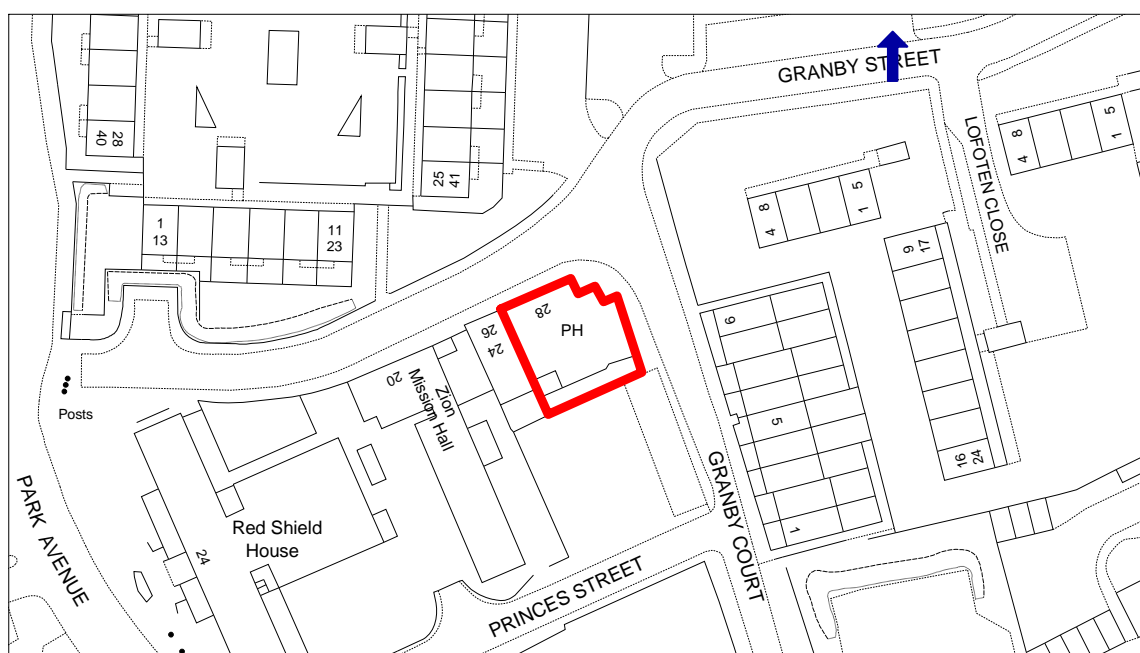 GRANBY STREET
28
40
25
41
LOFOTEN CLOSE
8
4
5
1
8
4
5
1
1
13
11
23
9
17
28
PH
26
24
6
20
Zion
Mission Hall
Posts
5
16
24
PARK AVENUE
Red Shield
House
24
GRANBY COURT
1
PRINCES STREET